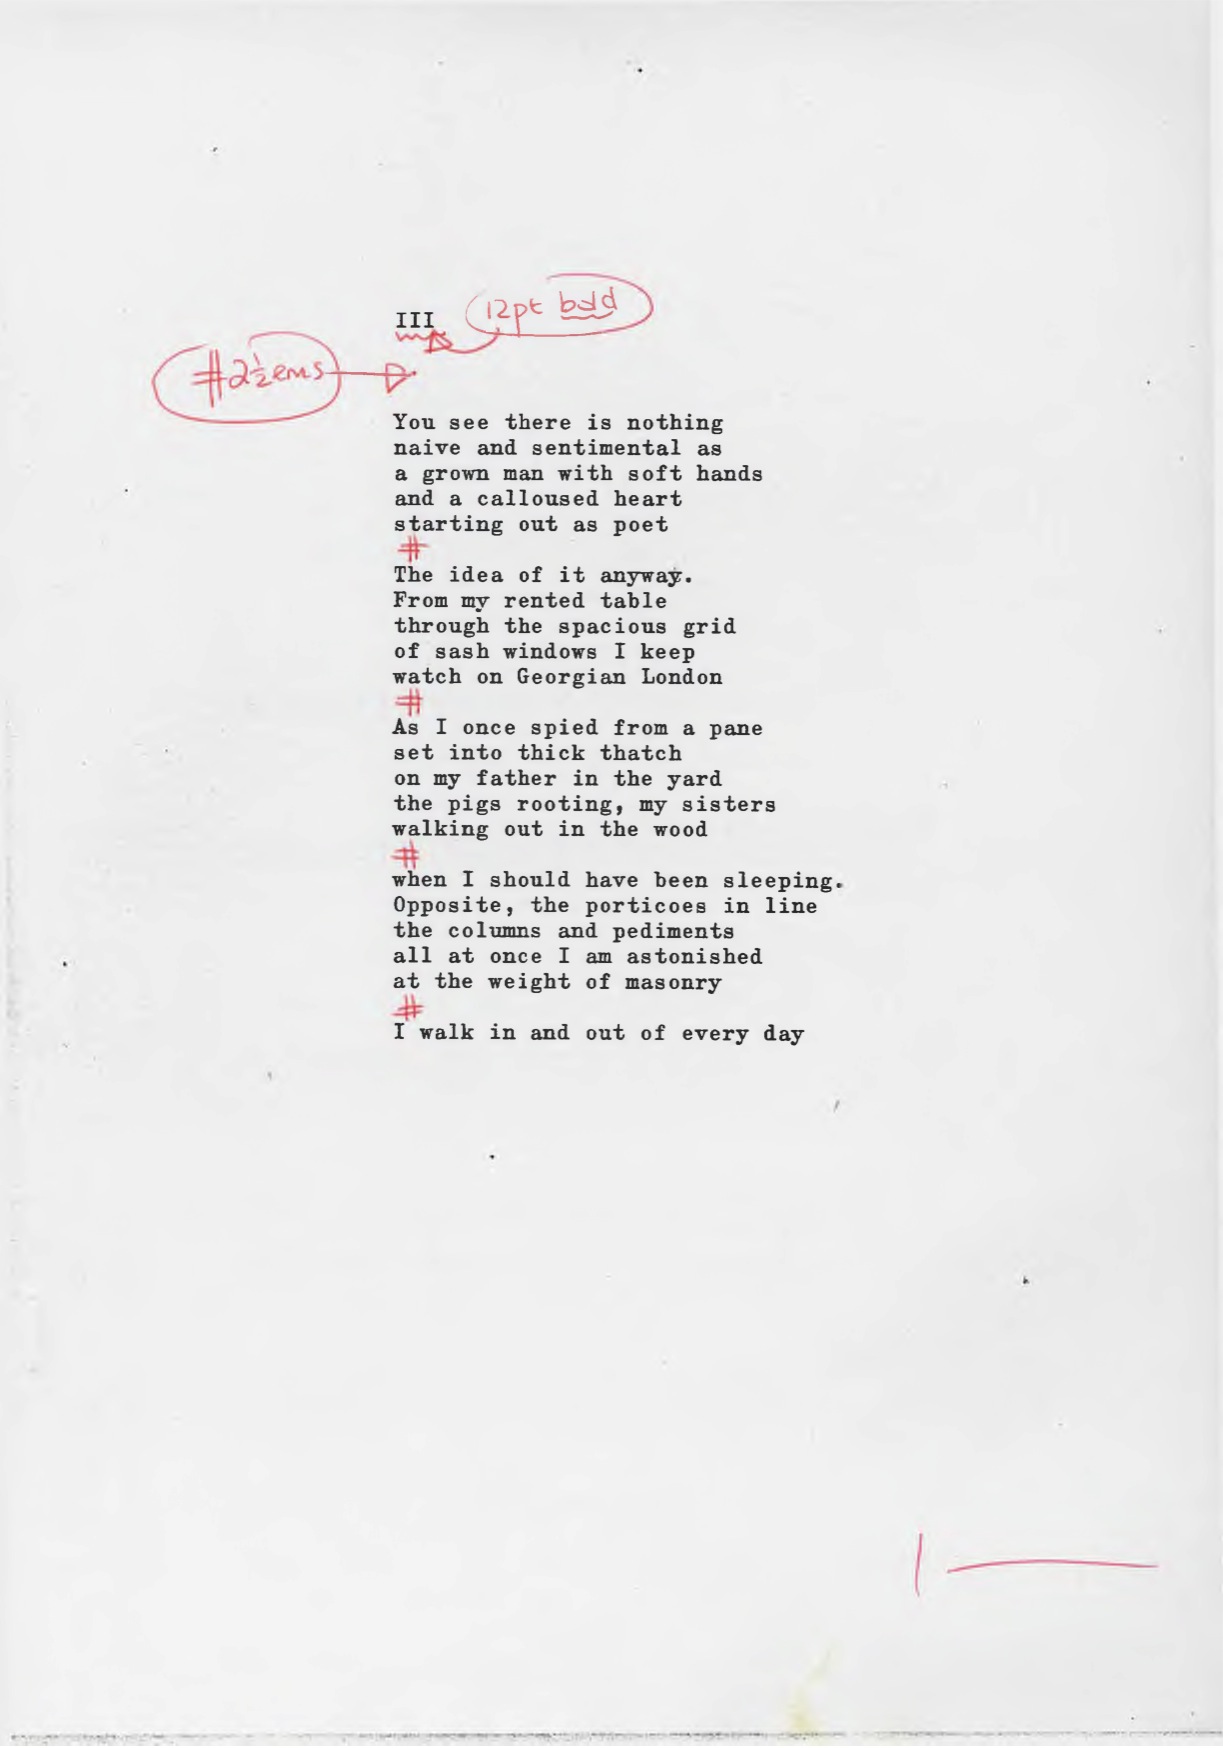 III
12pt bold
#2½ems
You see there is nothing
naive and sentimental as
a grown man with soft hands
and a calloused heart
starting out as poet
#
The idea of it anyway.
From my rented table
through the spacious grid
of sash windows I keep
watch on Georgian London
#
As I once spied from a pane
set into thick thatch
on my father in the yard
the pigs rooting, my sisters
walking out in the wood
#
when I should have been sleeping.
Opposite, the porticoes in line
the columns and pediments
all at once I am astonished
at the weight of masonry
#
I walk in and out of every day